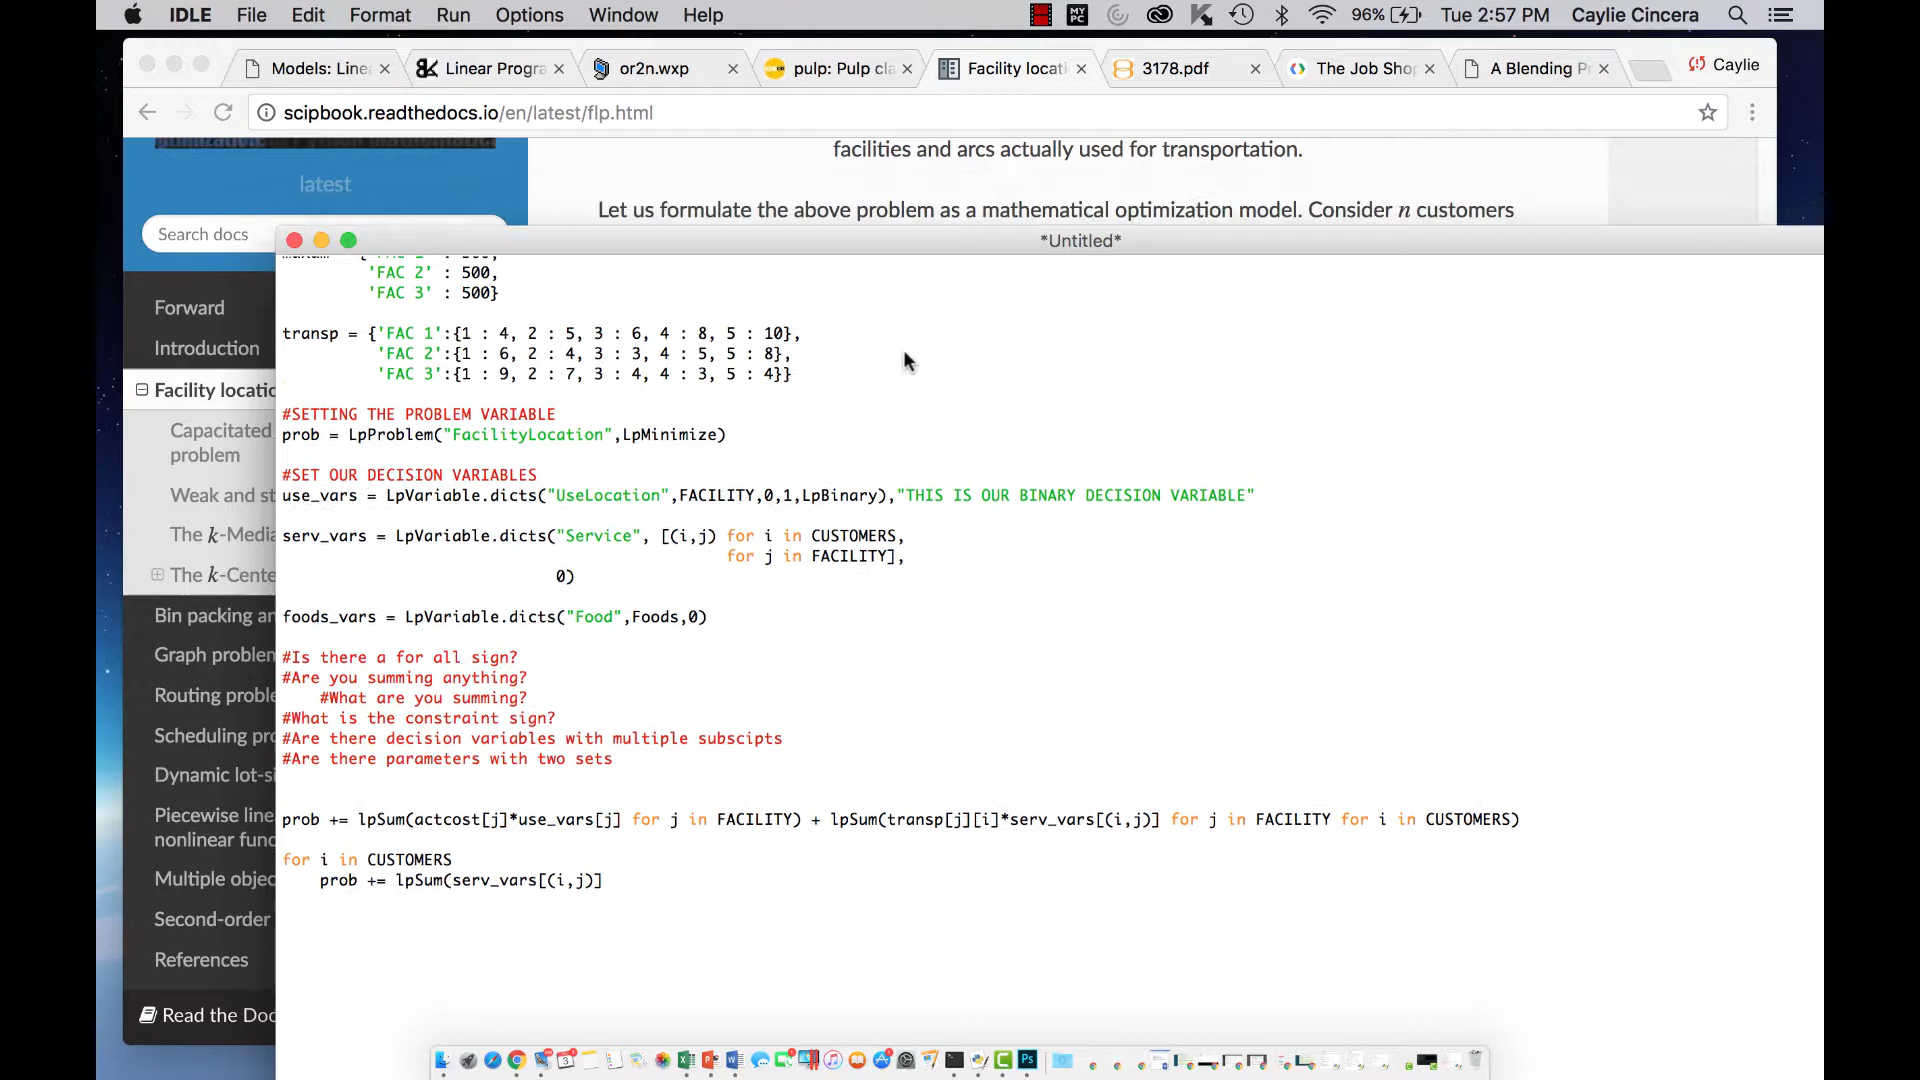 IDLE File Edit Format Run Options Window Help 96% Tue 2:57 PM Caylie Cincera
Models: Line Linear Progra or2n.wxp pulp: Pulp cla Facility locati 3178.pdf The Job Sho A Blending P Caylie
scipbook.readthedocs.io/en/latest/flp.html
facilities and arcs actually used for transportation.
latest
Let us formulate the above problem as a mathematical optimization model. Consider n customers
Search docs
*Untitled*
'FAC 2' : 500,
'FAC 3' : 500}
Forward
transp = {'FAC 1':{1 : 4, 2 : 5, 3 : 6, 4 : 8, 5 : 10},
Introduction
'FAC 2':{1 : 6, 2 : 4, 3 : 3, 4 : 5, 5 : 8},
'FAC 3':{1 : 9, 2 : 7, 3 : 4, 4 : 3, 5 : 4}}
Facility locatic
#SETTING THE PROBLEM VARIABLE
Capacitated
prob = LpProblem("FacilityLocation",LpMinimize)
problem
#SET OUR DECISION VARIABLES
Weak and st
use_vars = LpVariable.dicts("UseLocation",FACILITY,0,1,LpBinary),"THIS IS OUR BINARY DECISION VARIABLE"
The k-Media
serv_vars = LpVariable.dicts("Service", [(i,j) for i in CUSTOMERS,
for j in FACILITY],
The k-Cente
0)
Bin packing an
foods_vars = LpVariable.dicts("Food",Foods,0)
Graph problem
#Is there a for all sign?
#Are you summing anything?
Routing proble
#What are you summing?
#What is the constraint sign?
Scheduling pro
#Are there decision variables with multiple subscipts
#Are there parameters with two sets
Dynamic lot-si
Piecewise line
prob += lpSum(actcost[j]*use_vars[j] for j in FACILITY) + lpSum(transp[j][i]*serv_vars[(i,j)] for j in FACILITY for i in CUSTOMERS)
nonlinear func
for i in CUSTOMERS
Multiple objec
prob += lpSum(serv_vars[(i,j)]
Second-order
References
Read the Doc